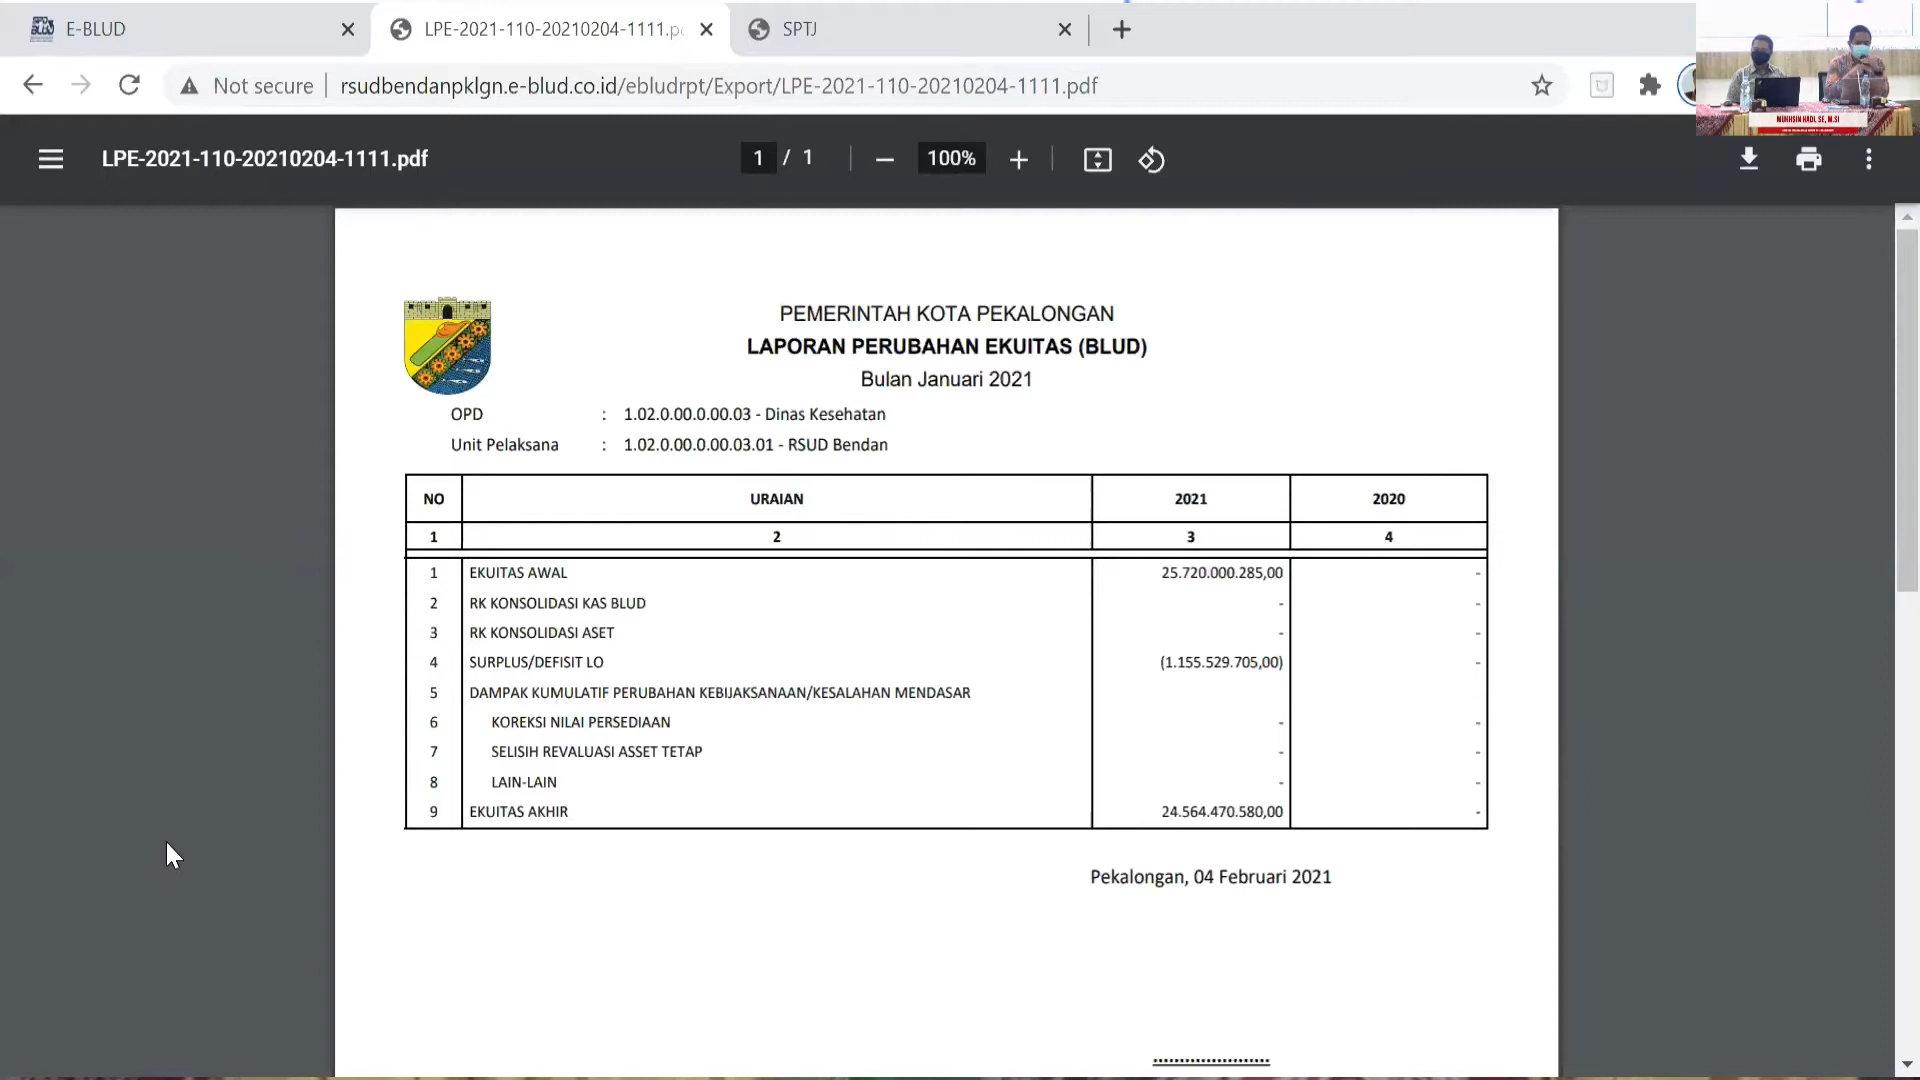 E-BLUD
LPE-2021-110-20210204-1111.p
SPTJ
Not secure
rsudbendanpklgn.e-blud.co.id/ebludrpt/Export/LPE-2021-110-20210204-1111.pdf
MUKHSIN HADI, SE, M.SI
LPE-2021-110-20210204-1111.pdf
1 / 1
100%
PEMERINTAH KOTA PEKALONGAN
LAPORAN PERUBAHAN EKUITAS (BLUD)
Bulan Januari 2021
OPD : 1.02.0.00.0.00.03 - Dinas Kesehatan
Unit Pelaksana : 1.02.0.00.0.00.03.01 - RSUD Bendan
NO URAIAN 2021 2020
1 2 3 4
1 EKUITAS AWAL 25.720.000.285,00 -
2 RK KONSOLIDASI KAS BLUD - -
3 RK KONSOLIDASI ASET - -
4 SURPLUS/DEFISIT LO (1.155.529.705,00) -
5 DAMPAK KUMULATIF PERUBAHAN KEBIJAKSANAAN/KESALAHAN MENDASAR
6 KOREKSI NILAI PERSEDIAAN - -
7 SELISIH REVALUASI ASSET TETAP - -
8 LAIN-LAIN - -
9 EKUITAS AKHIR 24.564.470.580,00 -
Pekalongan, 04 Februari 2021
......................